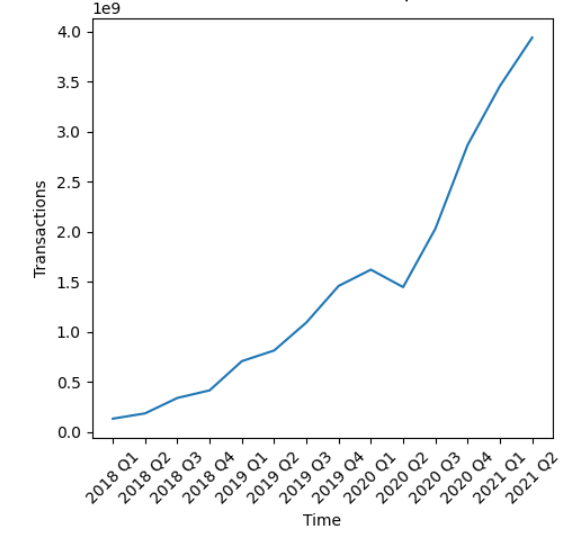 1e9
4.0
3.5
3.0
2.5
2.0
1.5
1.0
0.5
0.0
Transactions
2018 Q1
2018 Q2
2018 Q3
2018 Q4
2019 Q1
2019 Q2
2019 Q3
2019 Q4
2020 Q1
2020 Q2
2020 Q3
2020 Q4
2021 Q1
2021 Q2
Time